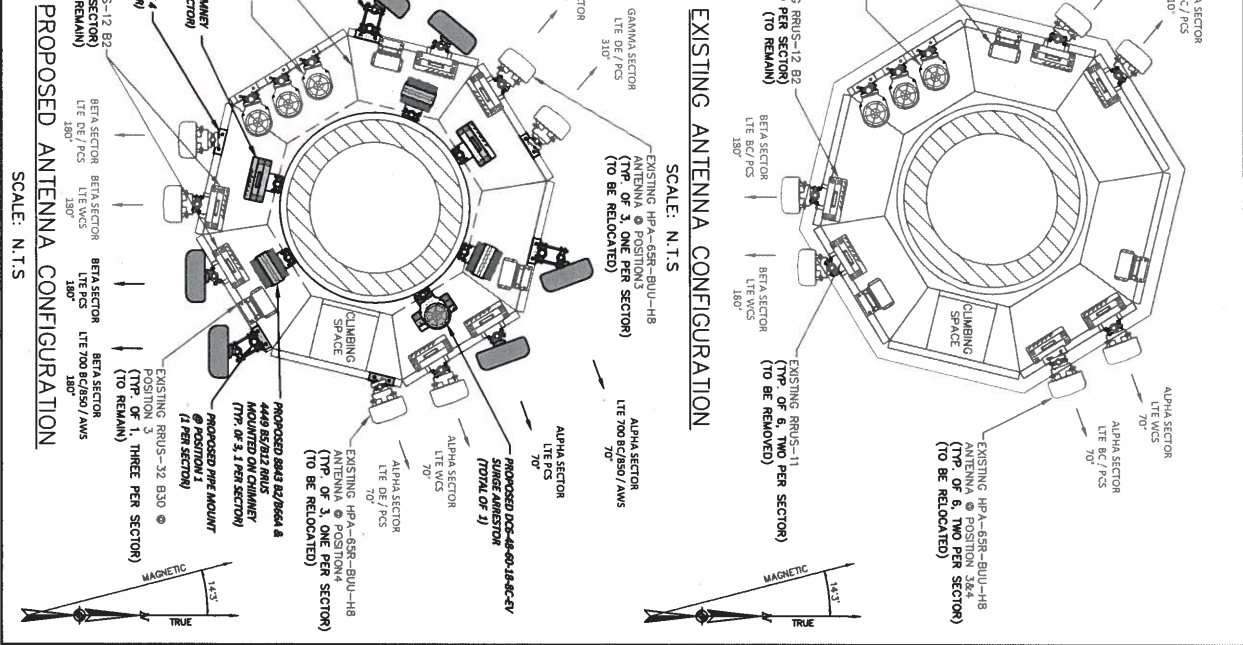 PROPOSED ANTENNA CONFIGURATION
SCALE: N.T.S
BETA SECTOR
LTE DE / PCS
180°
BETA SECTOR
LTE WCS
180°
BETA SECTOR
LTE PCS
180°
BETA SECTOR
LTE 700 BC/850 / AWS
180°
EXISTING RRUS-32 B30 @
POSITION 3
(TYP. OF 1, THREE PER SECTOR)
(TO REMAIN)
PROPOSED PIPE MOUNT
@ POSITION 1
(1 PER SECTOR)
PROPOSED 8843 B2/B66A &
4449 B5/B12 RRUS
MOUNTED ON CHIMNEY
(TYP. OF 3, 1 PER SECTOR)
EXISTING HPA-65R-BUU-H8
ANTENNA @ POSITION4
(TYP. OF 3, ONE PER SECTOR)
(TO BE RELOCATED)
PROPOSED DC6-48-60-18-8C-EV
SURGE ARRESTOR
(TOTAL OF 1)
CLIMBING
SPACE
ALPHA SECTOR
LTE DE / PCS
70°
ALPHA SECTOR
LTE WCS
70°
ALPHA SECTOR
LTE PCS
70°
ALPHA SECTOR
LTE 700 BC/850 / AWS
70°
EXISTING HPA-65R-BUU-H8
ANTENNA @ POSITION3
(TYP. OF 3, ONE PER SECTOR)
(TO BE RELOCATED)
GAMMA SECTOR
LTE DE / PCS
310°
MAGNETIC
14'3'
TRUE
N
EXISTING ANTENNA CONFIGURATION
SCALE: N.T.S
RRUS-12 B2
PER SECTOR)
(TO REMAIN)
BETA SECTOR
LTE BC/ PCS
180°
BETA SECTOR
LTE WCS
180°
EXISTING RRUS-11
(TYP. OF 6, TWO PER SECTOR)
(TO BE REMOVED)
CLIMBING
SPACE
EXISTING HPA-65R-BUU-H8
ANTENNA @ POSITION 3&4
(TYP. OF 6, TWO PER SECTOR)
(TO BE RELOCATED)
ALPHA SECTOR
LTE BC / PCS
70°
ALPHA SECTOR
LTE WCS
70°
MAGNETIC
14'3'
TRUE
N